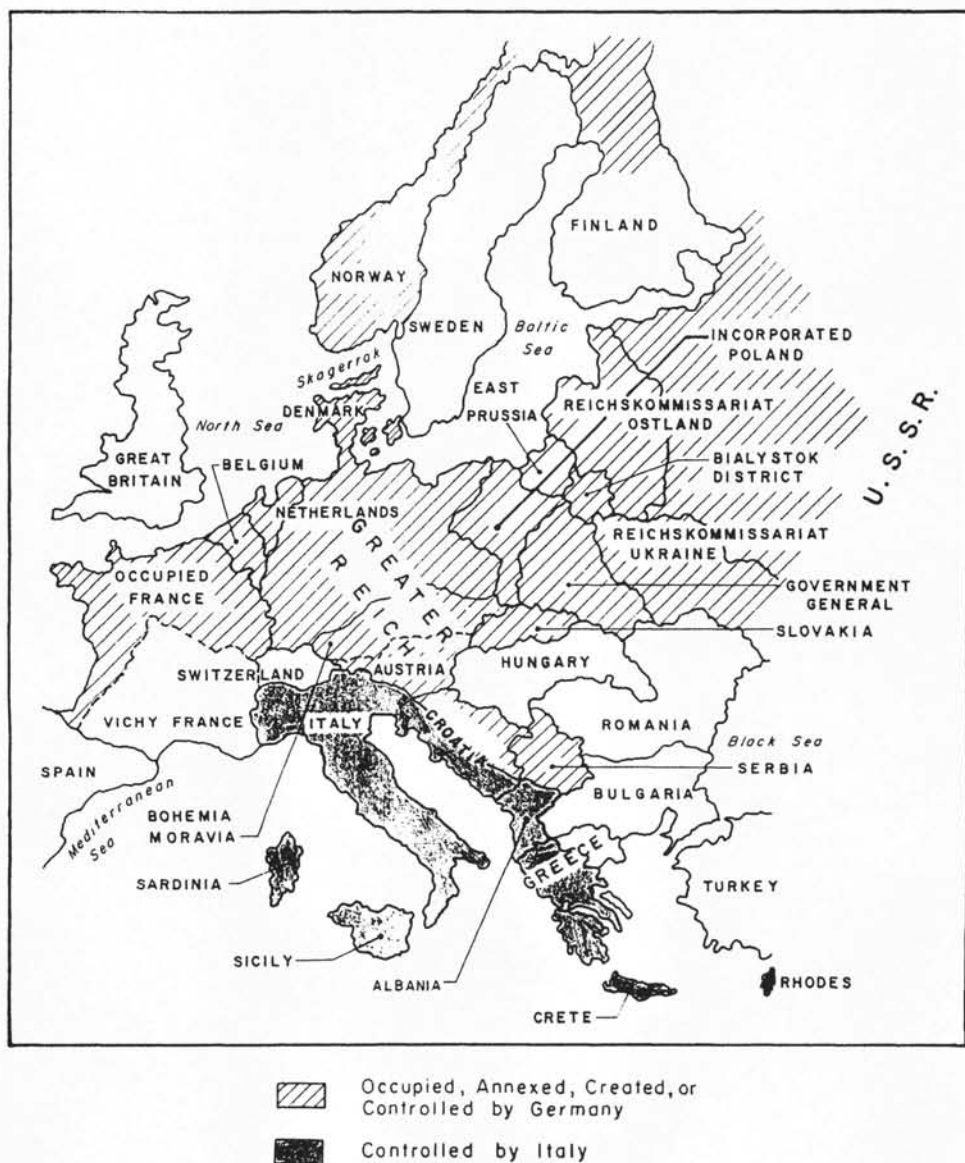 FINLAND
NORWAY
SWEDEN
Baltic
Sea
INCORPORATED
POLAND
Skagerrak
EAST
PRUSSIA
REICHSKOMMISSARIAT
OSTLAND
DENMARK
North Sea
U.S.S.R.
GREAT
BRITAIN
BELGIUM
BIALYSTOK
DISTRICT
NETHERLANDS
GREATER
REICH
REICHSKOMMISSARIAT
UKRAINE
OCCUPIED
FRANCE
GOVERNMENT
GENERAL
SLOVAKIA
SWITZERLAND
AUSTRIA
HUNGARY
VICHY FRANCE
ITALY
CROATIA
ROMANIA
Black Sea
SERBIA
SPAIN
Mediterranean
Sea
BOHEMIA
MORAVIA
BULGARIA
GREECE
SARDINIA
TURKEY
SICILY
ALBANIA
RHODES
CRETE
Occupied, Annexed, Created, or
Controlled by Germany
Controlled by Italy